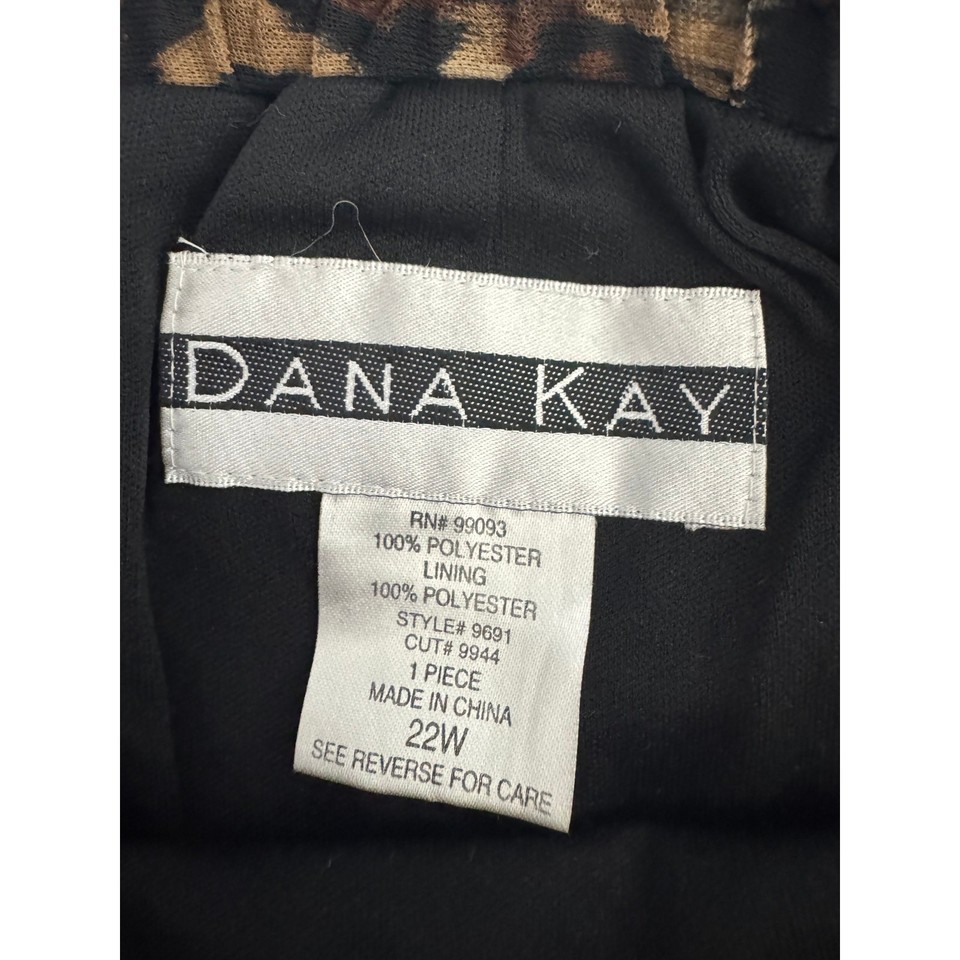 DANA KAY
RN# 99093
100% POLYESTER
LINING
100% POLYESTER
STYLE# 9691
CUT# 9944
1 PIECE
MADE IN CHINA
22W
SEE REVERSE FOR CARE